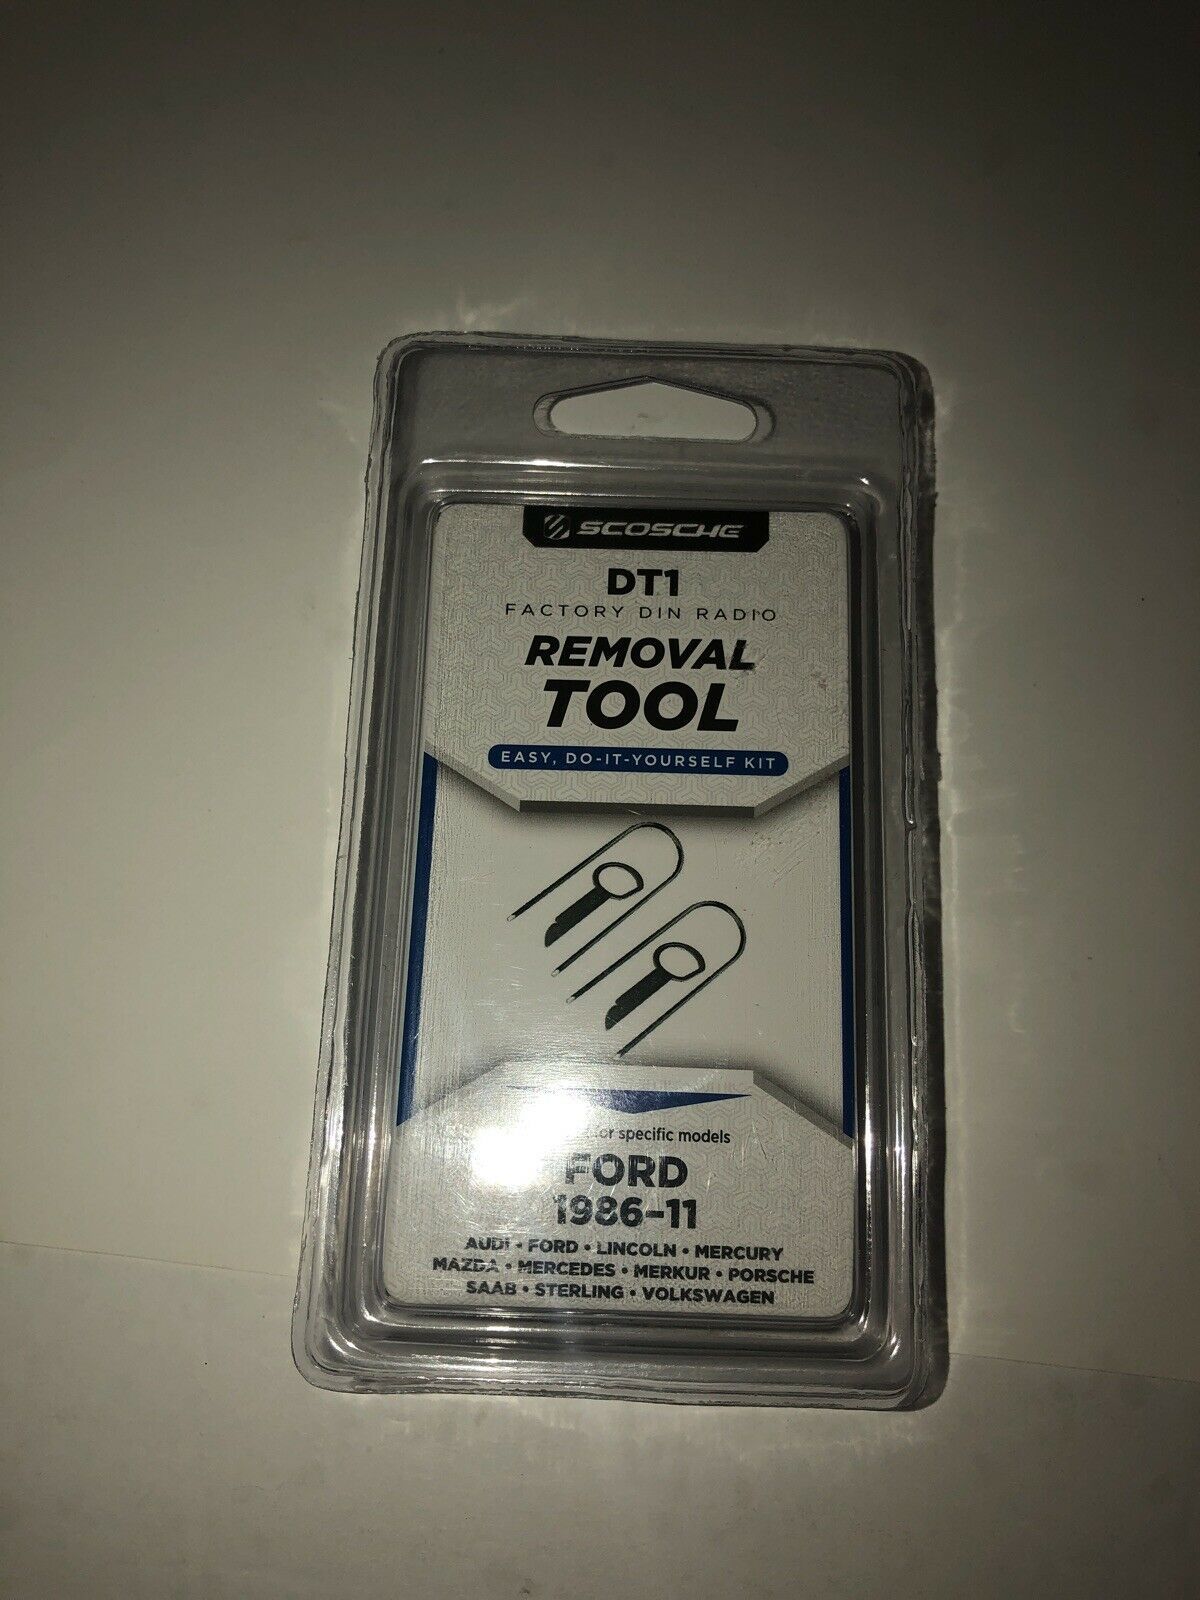 SCOSCHE
DT1
FACTORY DIN RADIO
REMOVAL
TOOL
EASY, DO-IT-YOURSELF KIT
specific models
FORD
1986-11
AUDI • FORD • LINCOLN • MERCURY
MAZDA • MERCEDES • MERKUR • PORSCHE
SAAB • STERLING • VOLKSWAGEN